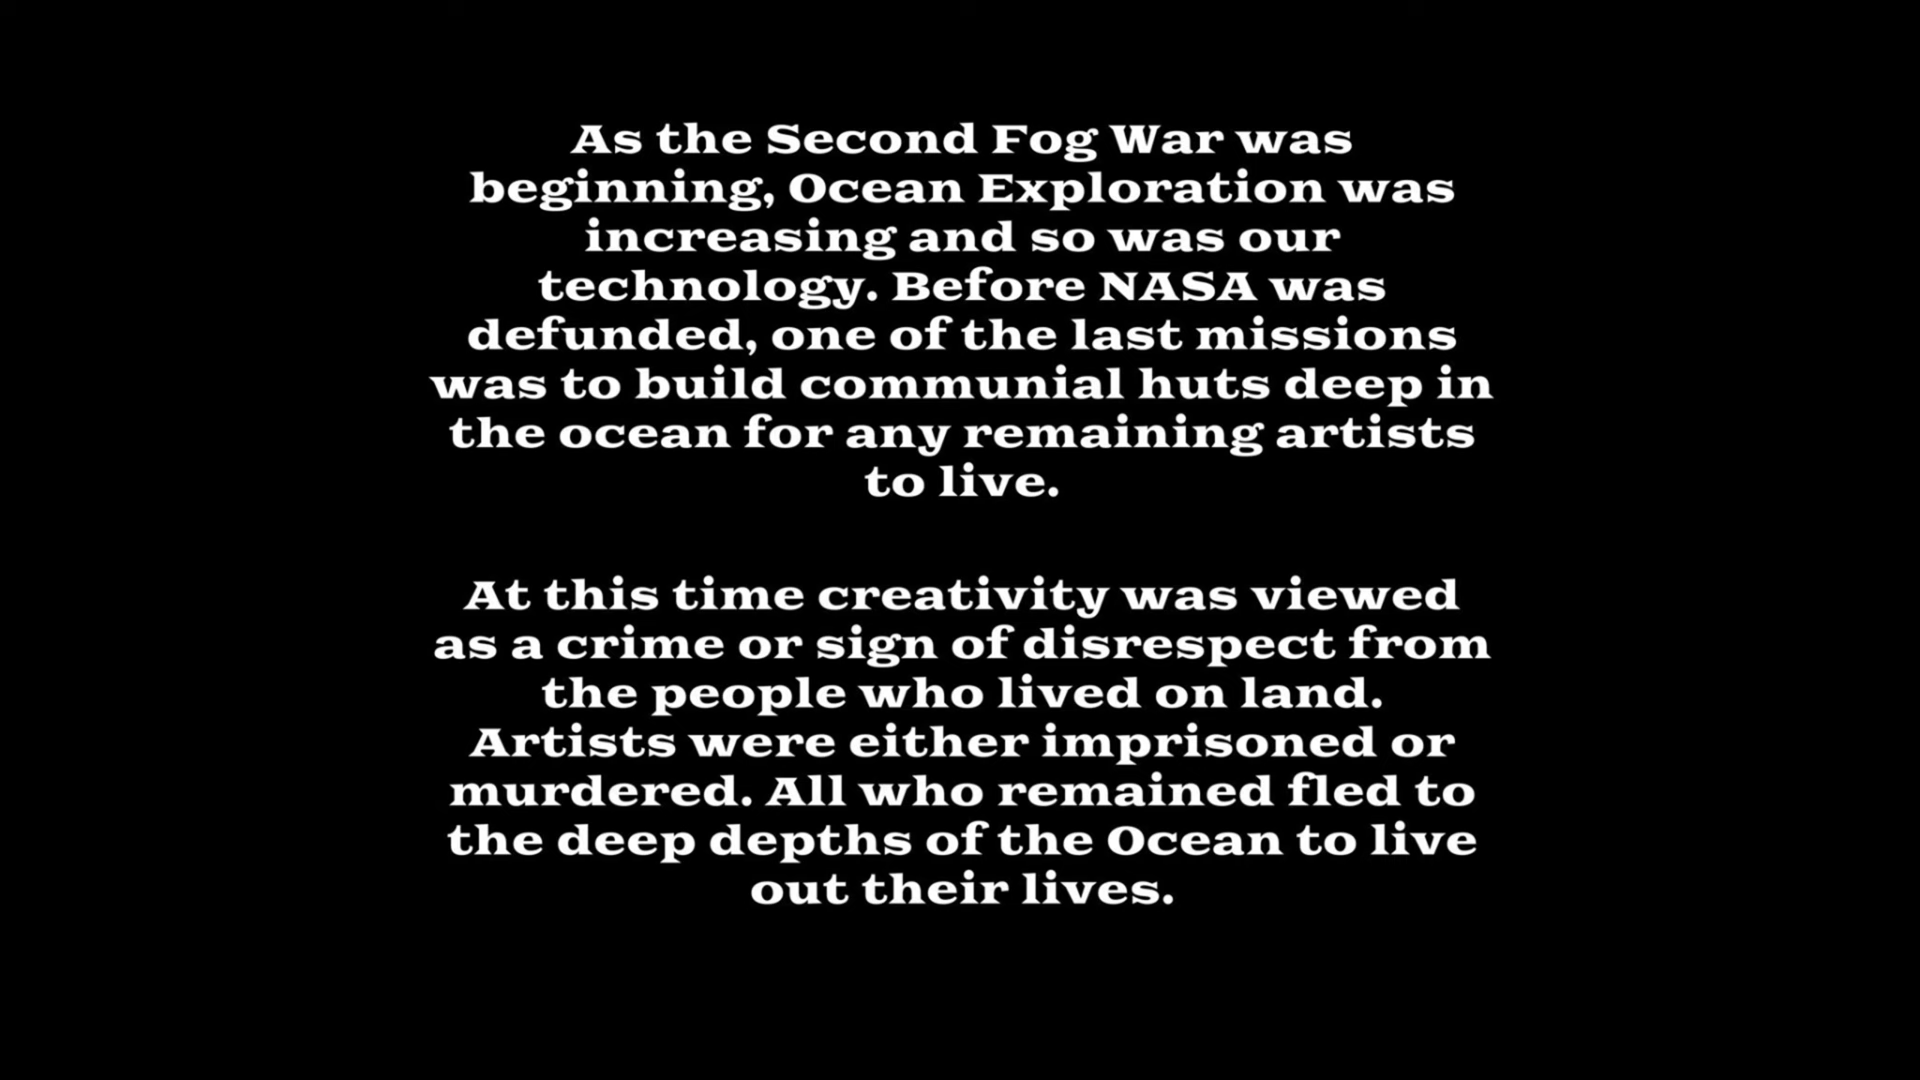 As the Second Fog War was
beginning, Ocean Exploration was
increasing and so was our
technology. Before NASA was
defunded, one of the last missions
was to build communial huts deep in
the ocean for any remaining artists
to live.
At this time creativity was viewed
as a crime or sign of disrespect from
the people who lived on land.
Artists were either imprisoned or
murdered. All who remained fled to
the deep depths of the Ocean to live
out their lives.